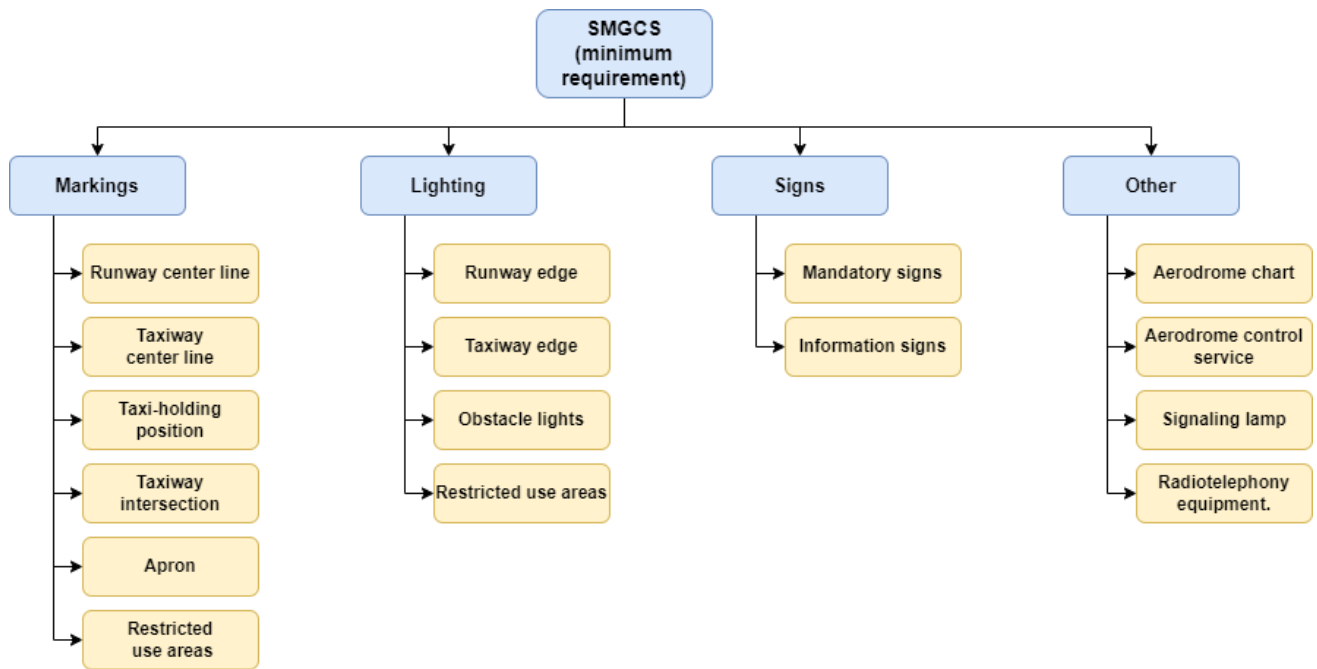 SMGCS
(minimum
requirement)
Markings
Lighting
Signs
Other
Runway center line
Taxiway
center line
Taxi-holding
position
Taxiway
intersection
Apron
Restricted
use areas
Runway edge
Taxiway edge
Obstacle lights
Restricted use areas
Mandatory signs
Information signs
Aerodrome chart
Aerodrome control
service
Signaling lamp
Radiotelephony
equipment.